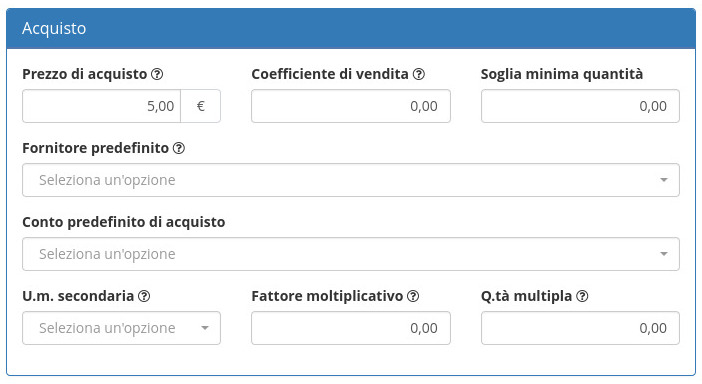 Acquisto
Prezzo di acquisto Coefficiente di vendita Soglia minima quantità
5,00 € 0,00 0,00
Fornitore predefinito
Seleziona un'opzione
Conto predefinito di acquisto
Seleziona un'opzione
U.m. secondaria Fattore moltiplicativo Q.tà multipla
Seleziona un'opzione 0,00 0,00